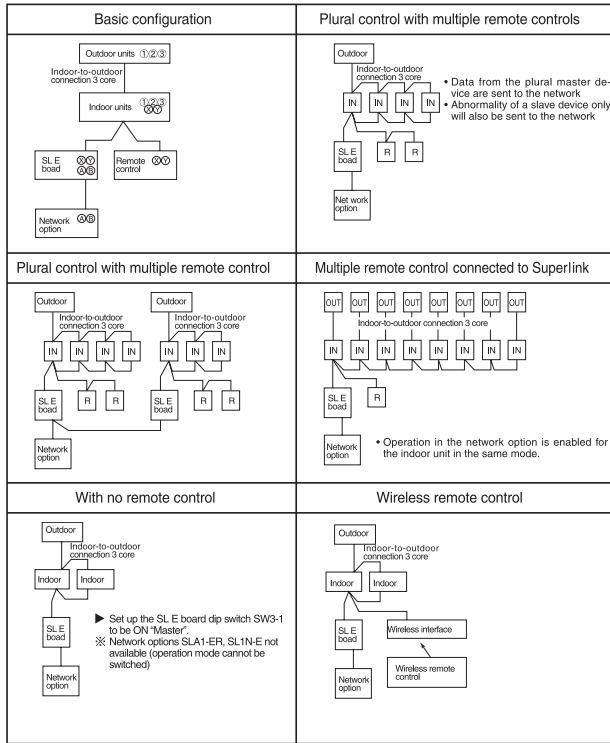 Basic configuration
Outdoor units ①②③
Indoor-to-outdoor
connection 3 core
Indoor units ①②③
ⓍⓎ
SL E ⓍⓎ
boad ⒶⒷ
Remote ⓍⓎ
control
Network ⒶⒷ
option
Plural control with multiple remote controls
Outdoor
Indoor-to-outdoor
connection 3 core
IN IN IN IN
• Data from the plural master de-
vice are sent to the network
• Abnormality of a slave device only
will also be sent to the network
SL E
boad
R R
Net work
option
Plural control with multiple remote control
Outdoor Outdoor
Indoor-to-outdoor
connection 3 core
Indoor-to-outdoor
connection 3 core
IN IN IN IN IN IN IN IN
SL E
boad
R R
SL E
boad
R R
Network
option
Multiple remote control connected to Superlink
OUT OUT OUT OUT OUT OUT OUT OUT
Indoor-to-outdoor connection 3 core
IN IN IN IN IN IN IN IN
SL E
boad
R
Network
option
• Operation in the network option is enabled for
the indoor unit in the same mode.
With no remote control
Outdoor
Indoor-to-outdoor
connection 3 core
Indoor Indoor
SL E
boad
▶ Set up the SL E board dip switch SW3-1
to be ON "Master".
※ Network options SLA1-ER, SL1N-E not
available (operation mode cannot be
switched)
Network
option
Wireless remote control
Outdoor
Indoor-to-outdoor
connection 3 core
Indoor Indoor
SL E
boad
Wireless interface
Network
option
Wireless remote
control